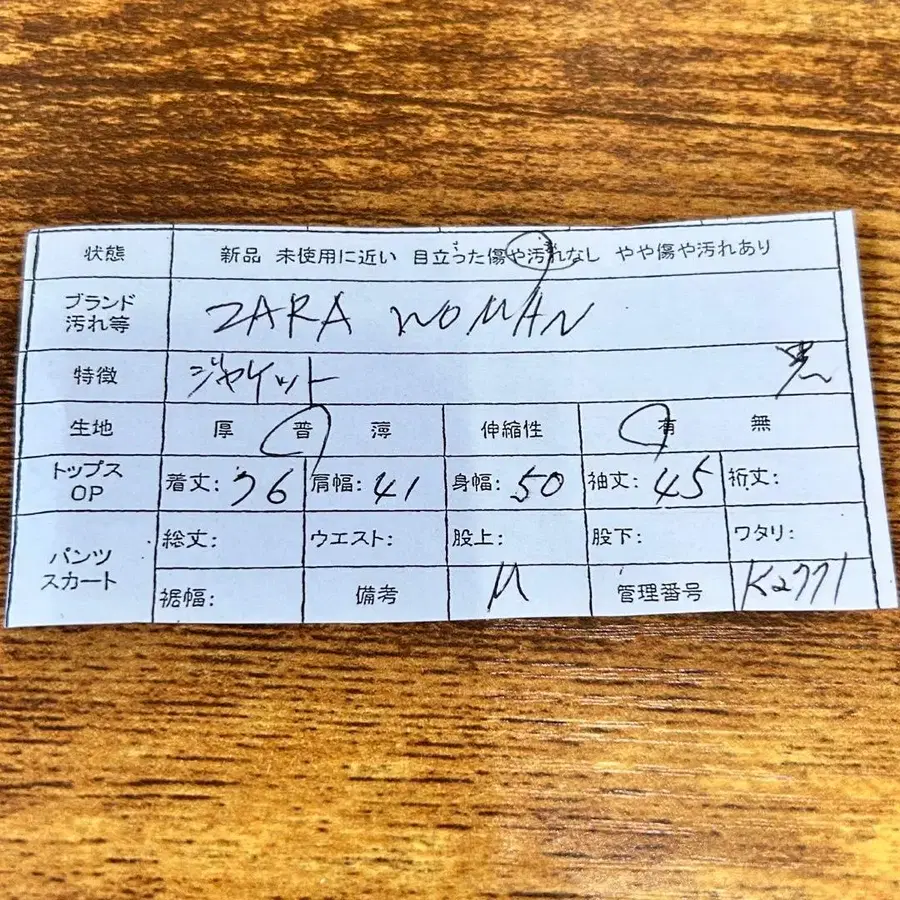 状態 新品 未使用に近い 目立った傷や汚れなし やや傷や汚れあり
ブランド 汚れ等 ZARA WOMAN
特徴 ジャケット 黒
生地 厚 普 薄 伸縮性 有 無
トップス OP 着丈: 76 肩幅: 41 身幅: 50 袖丈: 45 裄丈:
パンツ スカート 総丈: ウエスト: 股上: 股下: ワタリ:
裾幅: 備考 M 管理番号 K2771